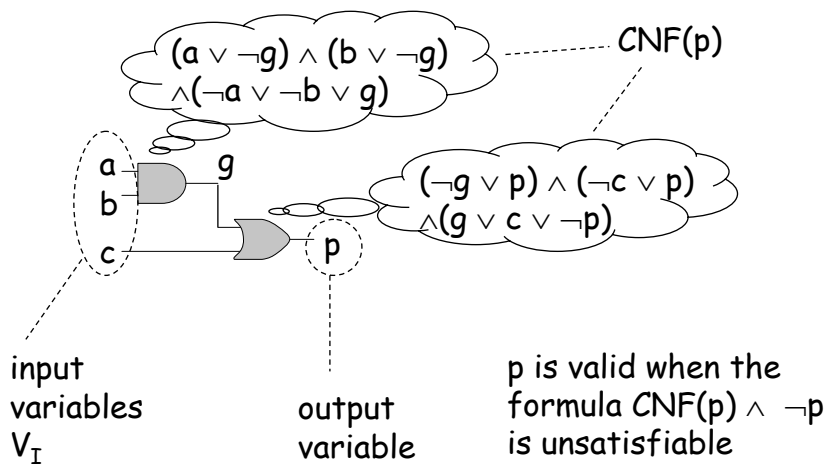 (a ∨ ¬g) ∧ (b ∨ ¬g)
∧(¬a ∨ ¬b ∨ g)
CNF(p)
a
g
b
c
(¬g ∨ p) ∧ (¬c ∨ p)
∧(g ∨ c ∨ ¬p)
p
input
variables
V_I
output
variable
p is valid when the
formula CNF(p) ∧ ¬p
is unsatisfiable